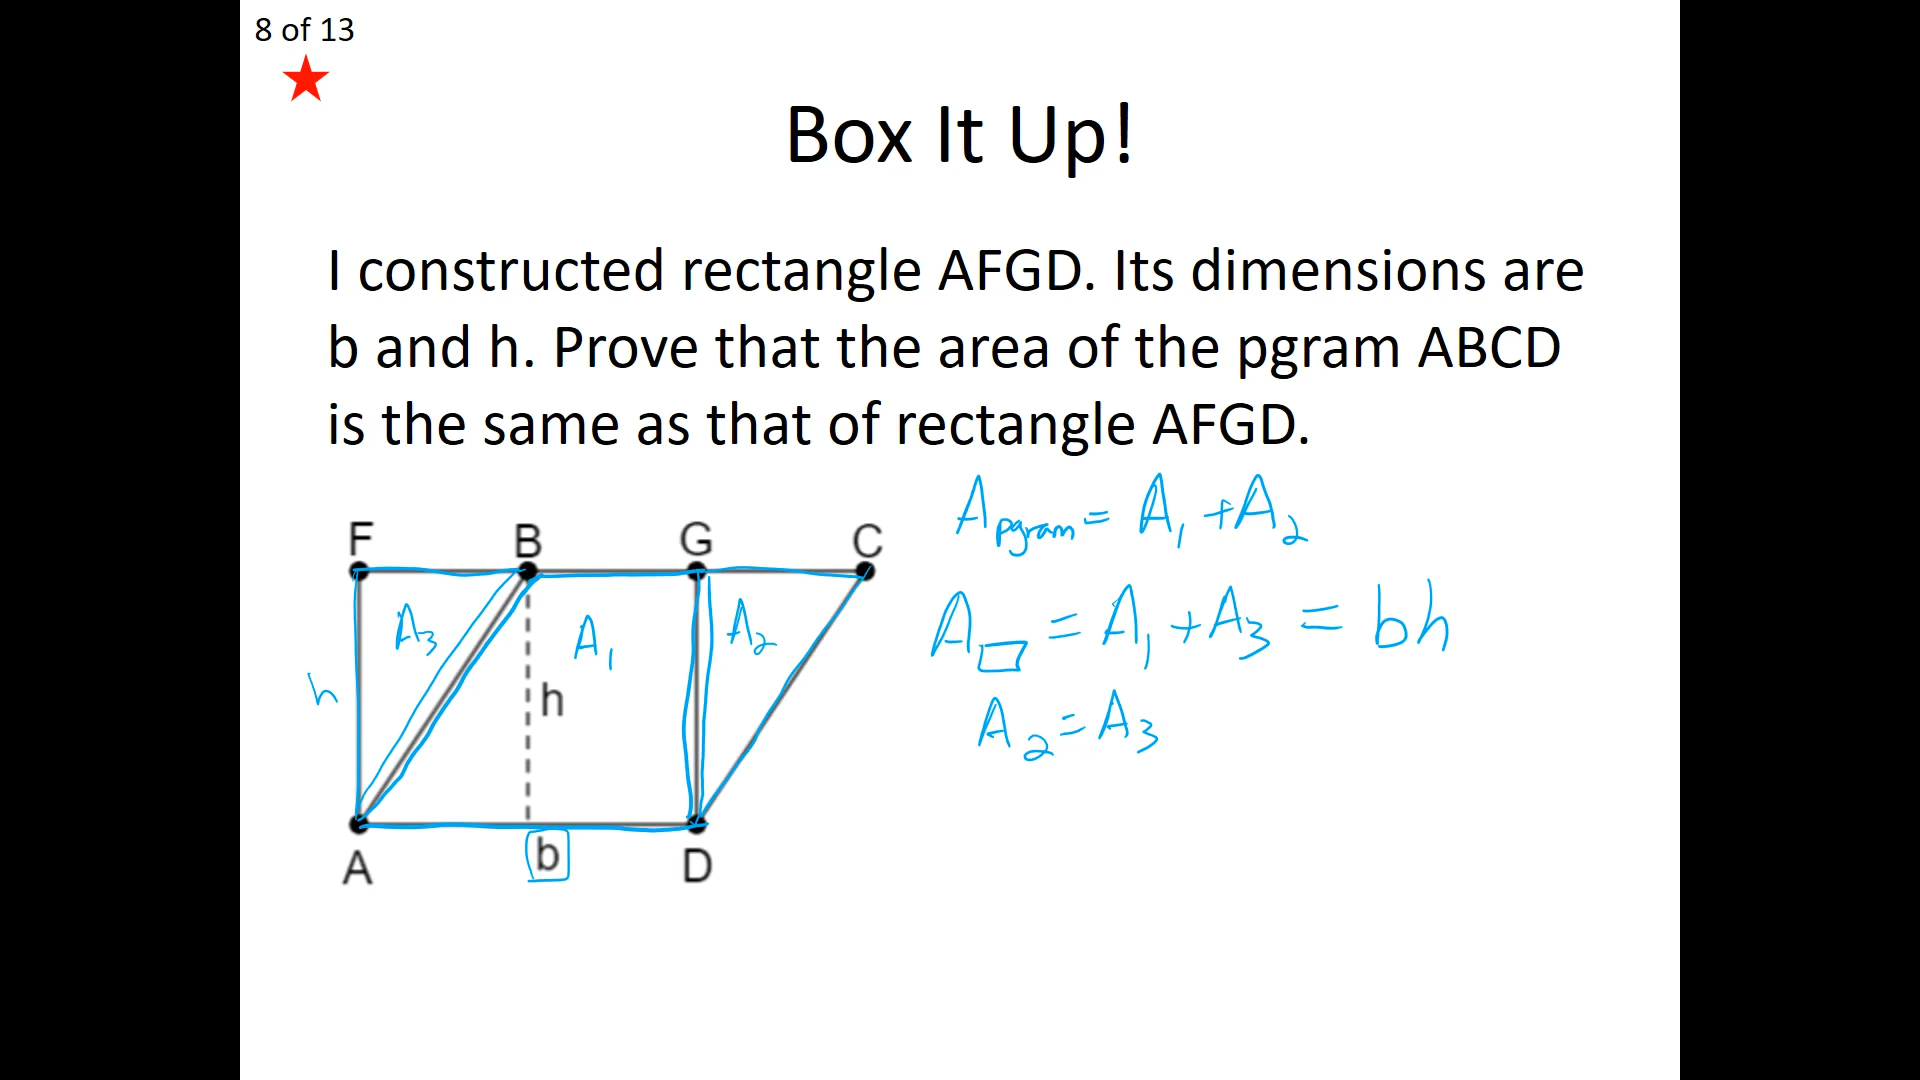 8 of 13
Box It Up!
I constructed rectangle AFGD. Its dimensions are
b and h. Prove that the area of the pgram ABCD
is the same as that of rectangle AFGD.
A pgram = A₁ + A₂
F B G C
A₃ A₁ A₂
A▭ = A₁ + A₃ = bh
h h
A₂ = A₃
b
A D